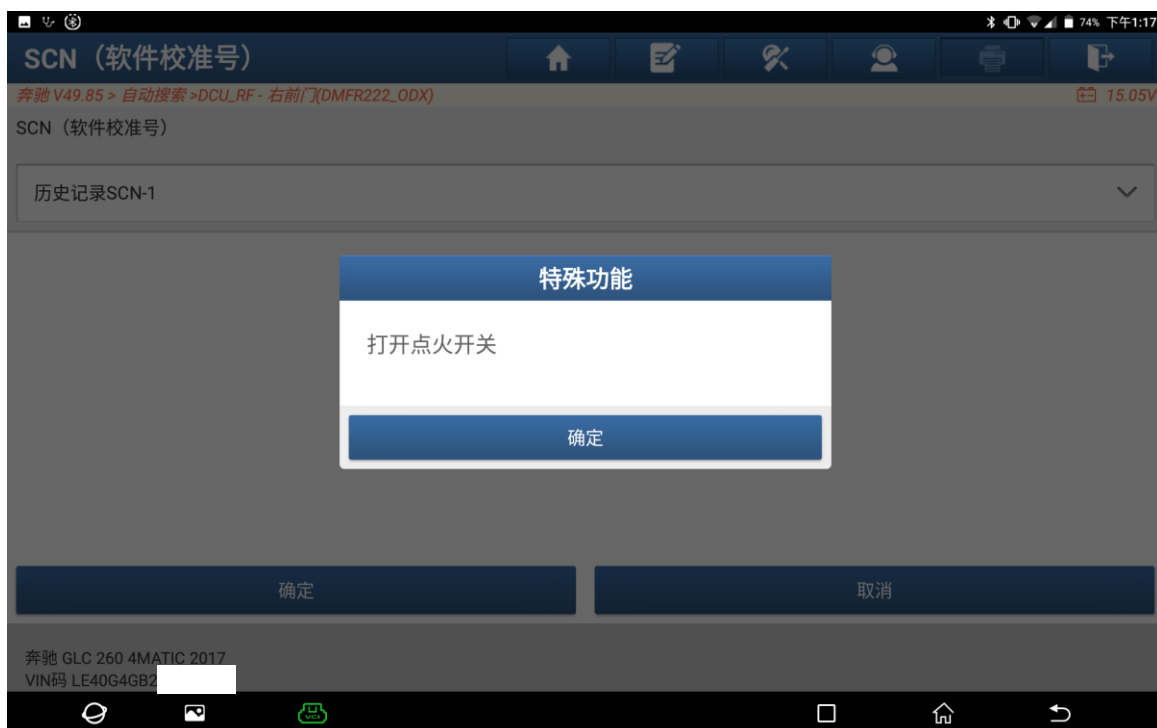 74% 下午1:17
SCN（软件校准号）
奔驰 V49.85 > 自动搜索 >DCU_RF - 右前门(DMFR222_ODX)
15.05V
SCN（软件校准号）
历史记录SCN-1
特殊功能
打开点火开关
确定
确定
取消
奔驰 GLC 260 4MATIC 2017
VIN码 LE40G4GB2
VCI